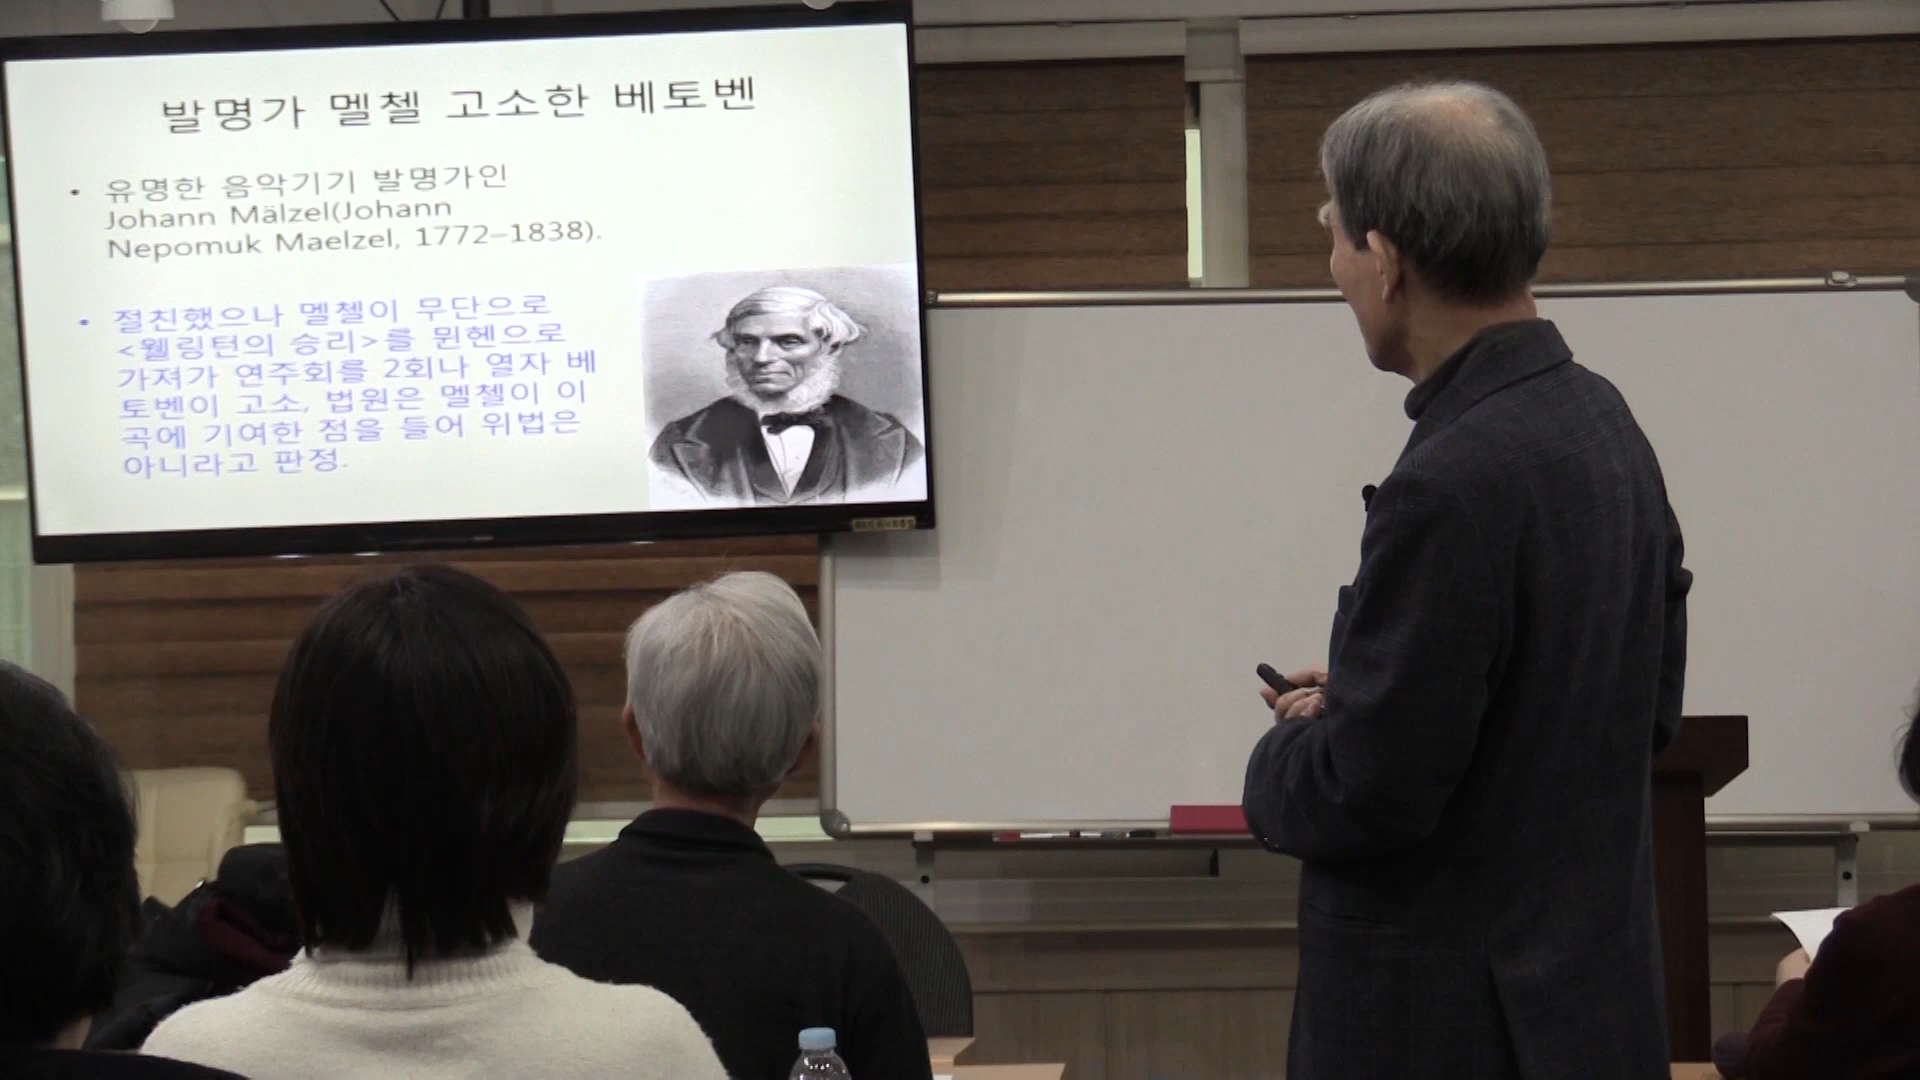 발명가 멜첼 고소한 베토벤
• 유명한 음악기기 발명가인
Johann Mälzel(Johann
Nepomuk Maelzel, 1772–1838).
• 절친했으나 멜첼이 무단으로
<웰링턴의 승리>를 뮌헨으로
가져가 연주회를 2회나 열자 베
토벤이 고소, 법원은 멜첼이 이
곡에 기여한 점을 들어 위법은
아니라고 판정.